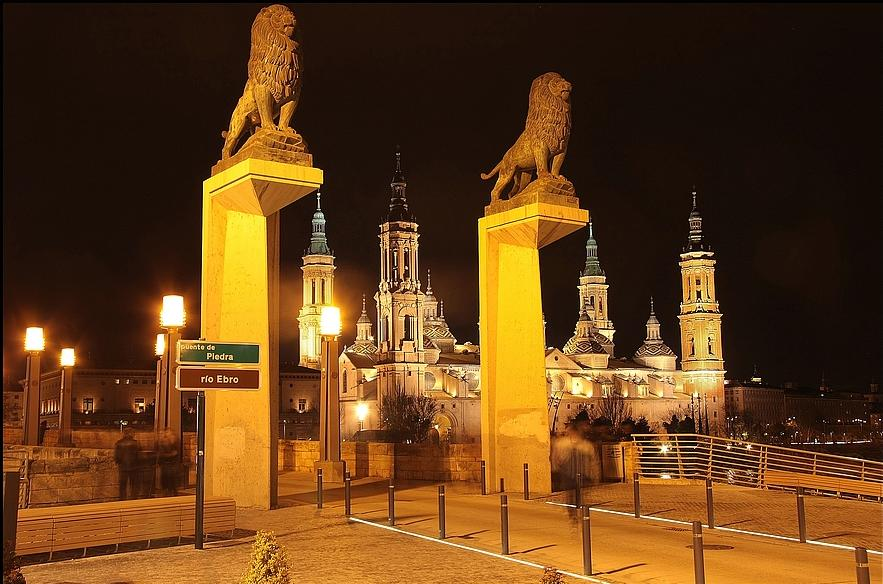 puente de
Piedra
río Ebro